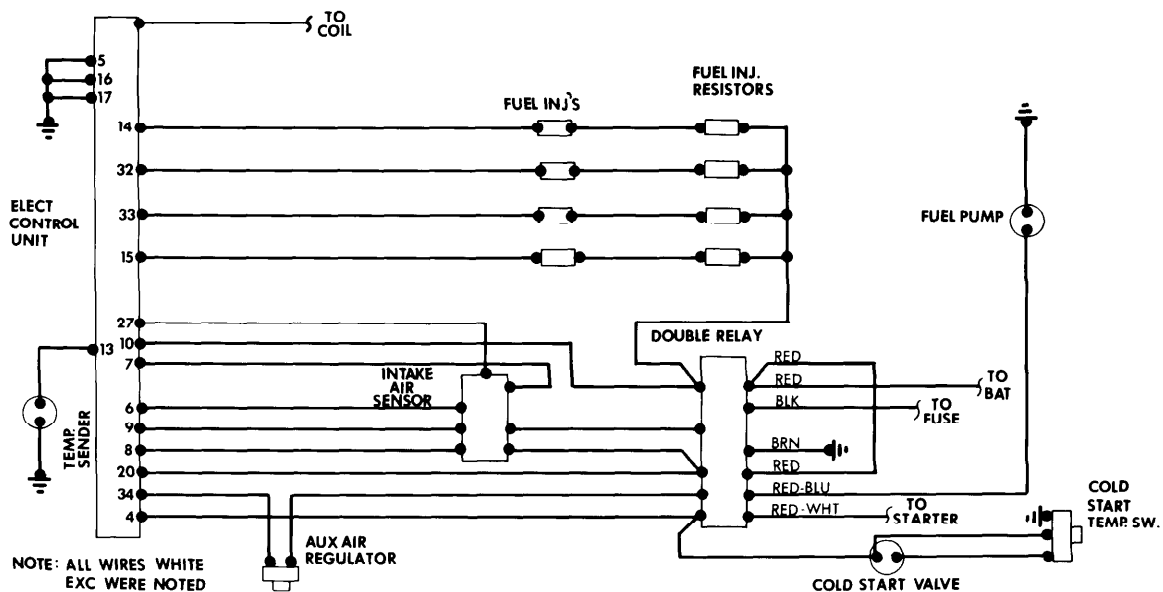 TO
COIL
5
16
17
FUEL INJ'S
FUEL INJ.
RESISTORS
14
32
33
15
ELECT
CONTROL
UNIT
FUEL PUMP
27
13
10
7
DOUBLE RELAY
INTAKE
AIR
SENSOR
RED
RED
TO
BAT
BLK
TO
FUSE
6
9
8
TEMP.
SENDER
BRN
RED
20
34
4
RED-BLU
RED-WHT
TO
STARTER
COLD
START
TEMP. SW.
AUX AIR
REGULATOR
NOTE: ALL WIRES WHITE
EXC WERE NOTED
COLD START VALVE